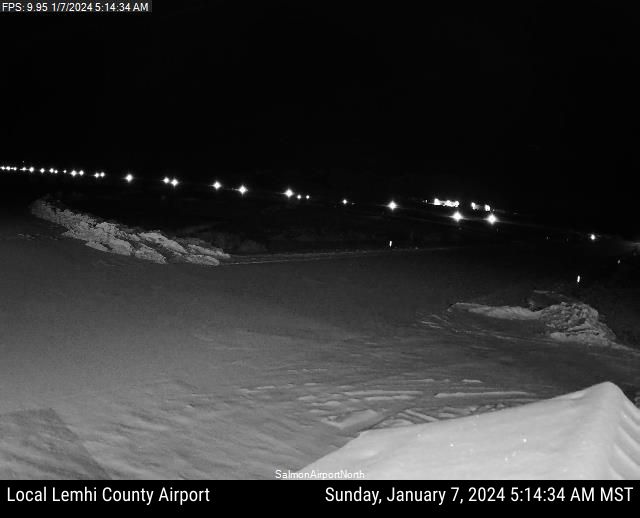 FPS: 9.95 1/7/2024 5:14:34 AM
SalmonAirportNorth
Local Lemhi County Airport
Sunday, January 7, 2024 5:14:34 AM MST